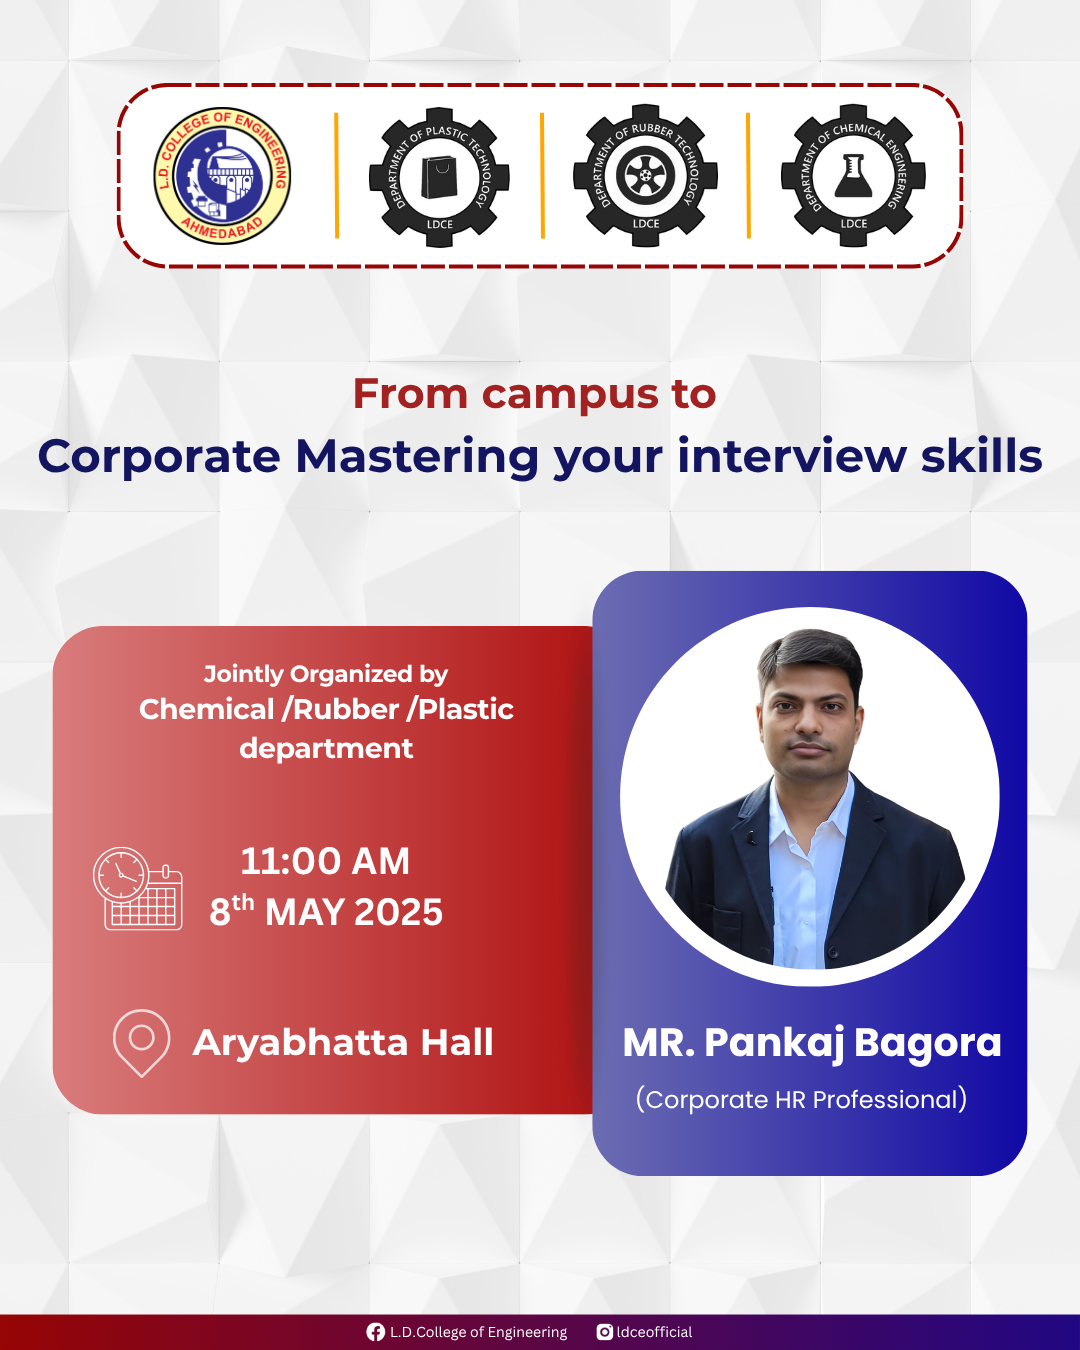 L.D. COLLEGE OF ENGINEERING
AHMEDABAD
DEPARTMENT OF PLASTIC TECHNOLOGY
LDCE
DEPARTMENT OF RUBBER TECHNOLOGY
LDCE
DEPARTMENT OF CHEMICAL ENGINEERING
LDCE
From campus to
Corporate Mastering your interview skills
Jointly Organized by
Chemical /Rubber /Plastic
department
11:00 AM
8th MAY 2025
Aryabhatta Hall
MR. Pankaj Bagora
(Corporate HR Professional)
L.D.College of Engineering
ldceofficial